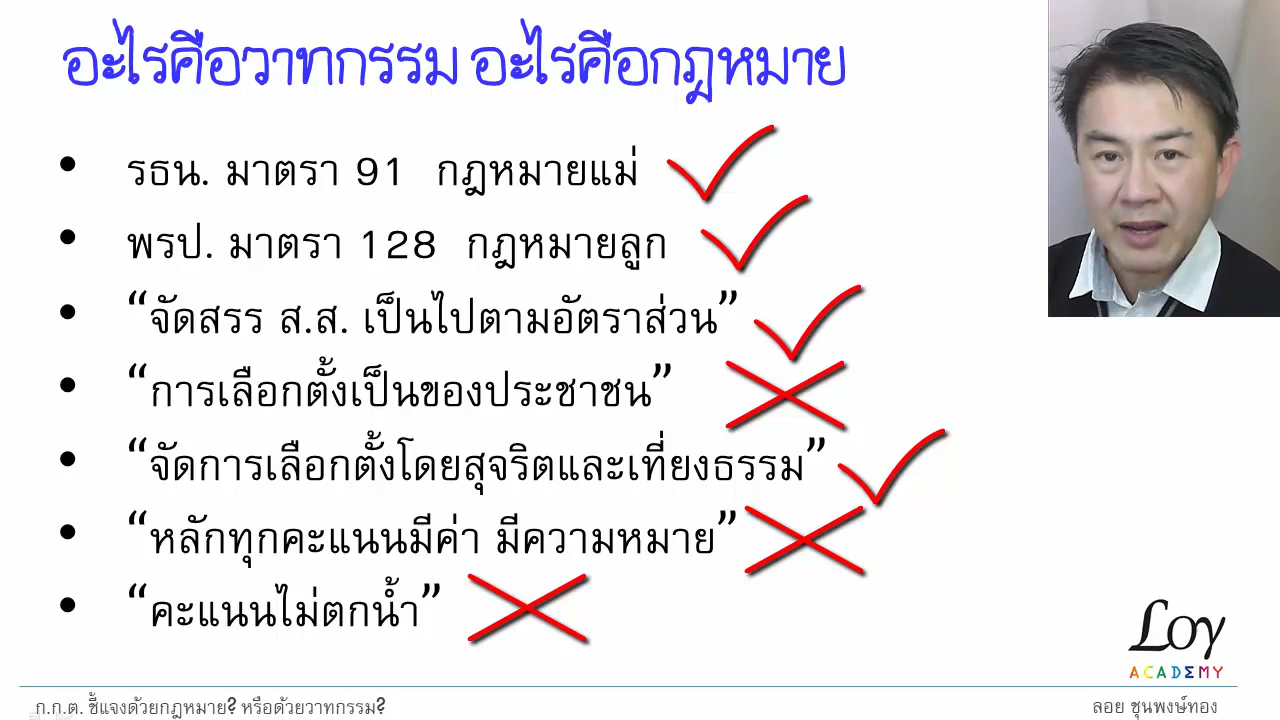 อะไรคือวาทกรรม อะไรคือกฎหมาย
• รธน. มาตรา 91 กฎหมายแม่
• พรป. มาตรา 128 กฎหมายลูก
• “จัดสรร ส.ส. เป็นไปตามอัตราส่วน”
• “การเลือกตั้งเป็นของประชาชน”
• “จัดการเลือกตั้งโดยสุจริตและเที่ยงธรรม”
• “หลักทุกคะแนนมีค่า มีความหมาย”
• “คะแนนไม่ตกน้ำ”
Loy
ACADEMY
ก.ก.ต. ชี้แจงด้วยกฎหมาย? หรือด้วยวาทกรรม?
ลอย ชุนพงษ์ทอง